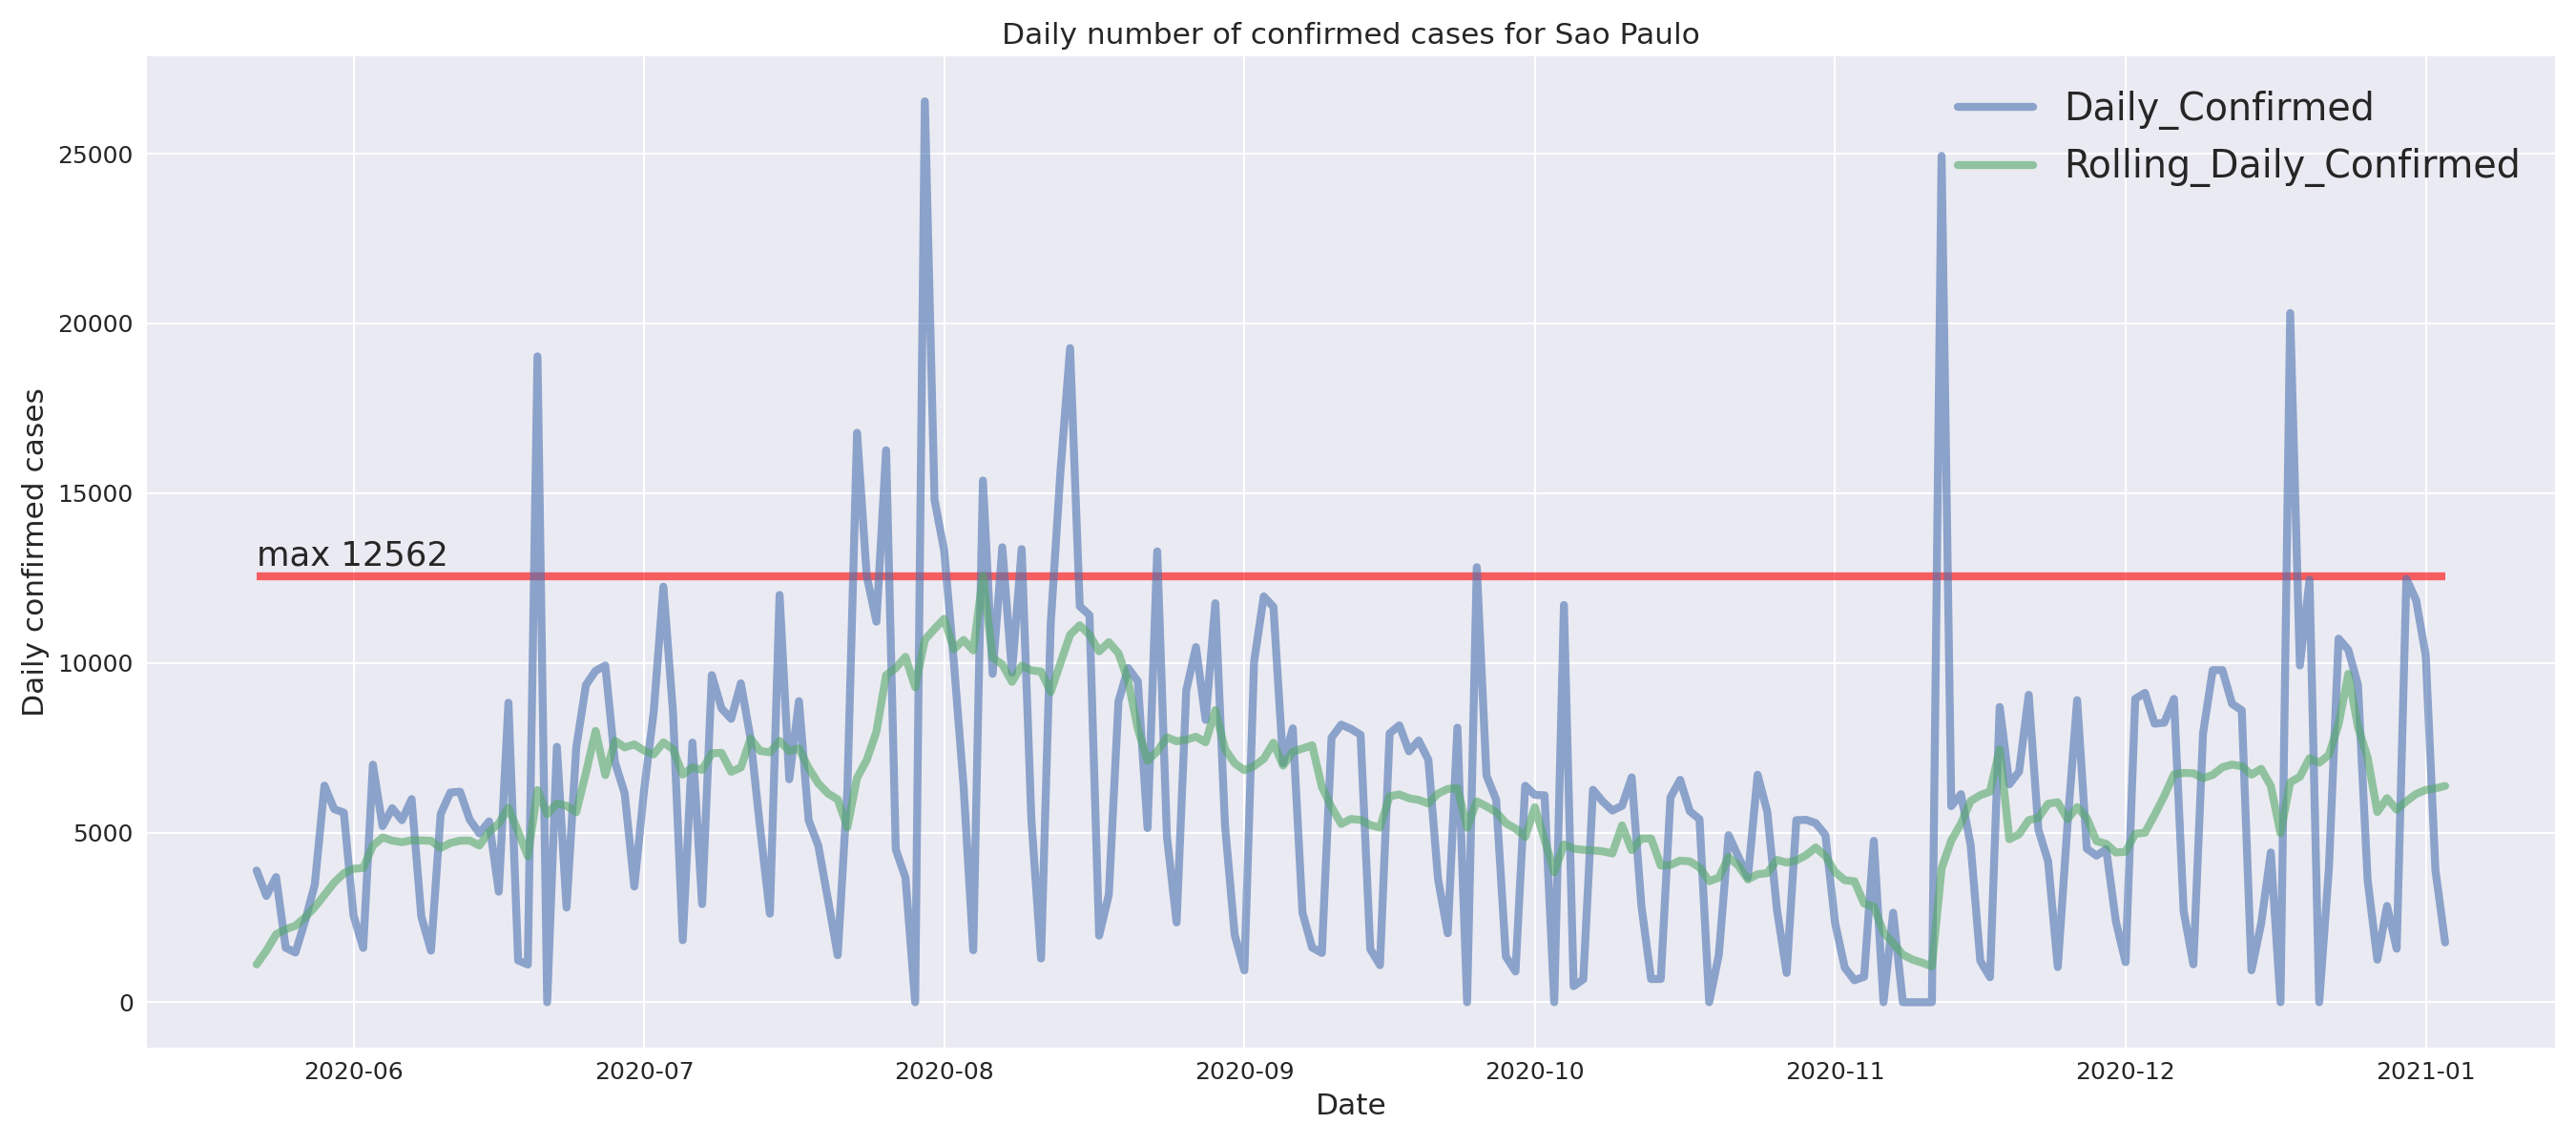 Daily number of confirmed cases for Sao Paulo
Daily_Confirmed
Rolling_Daily_Confirmed
25000
20000
15000
10000
5000
0
Daily confirmed cases
max 12562
2020-06
2020-07
2020-08
2020-09
2020-10
2020-11
2020-12
2021-01
Date